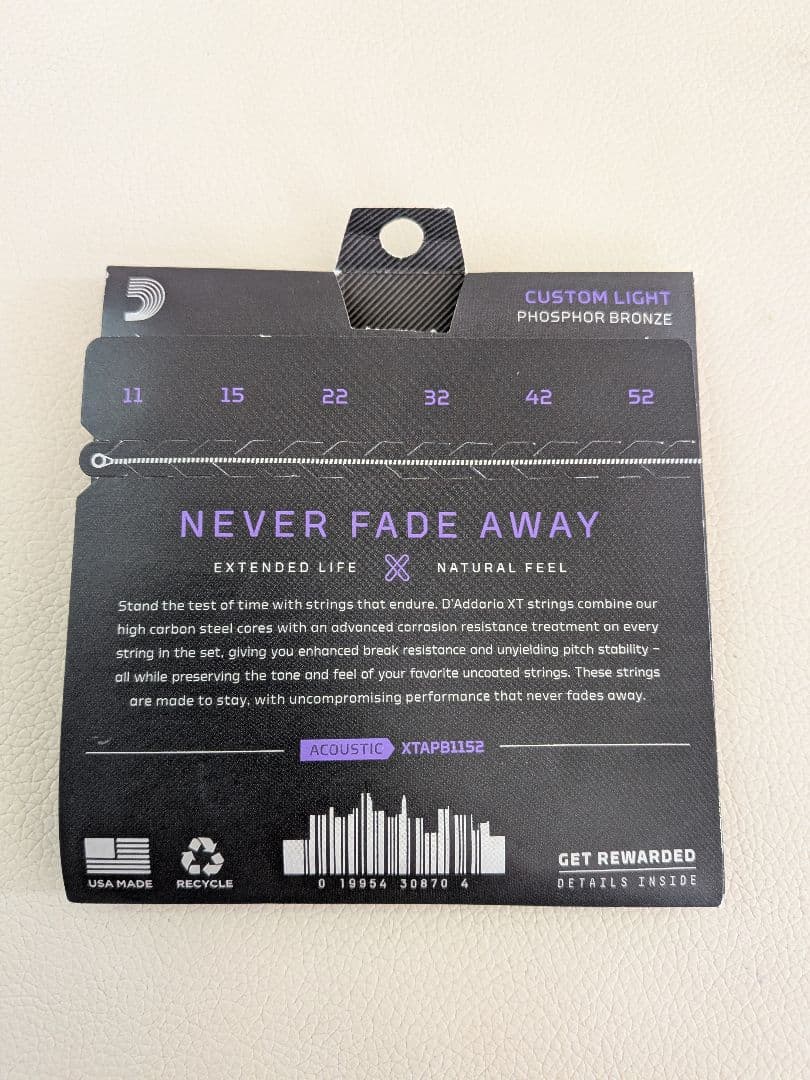 CUSTOM LIGHT
PHOSPHOR BRONZE
11 15 22 32 42 52
NEVER FADE AWAY
EXTENDED LIFE X NATURAL FEEL
Stand the test of time with strings that endure. D'Addario XT strings combine our
high carbon steel cores with an advanced corrosion resistance treatment on every
string in the set, giving you enhanced break resistance and unyielding pitch stability –
all while preserving the tone and feel of your favorite uncoated strings. These strings
are made to stay, with uncompromising performance that never fades away.
ACOUSTIC XTAPB1152
USA MADE
RECYCLE
0 19954 30870 4
GET REWARDED
DETAILS INSIDE